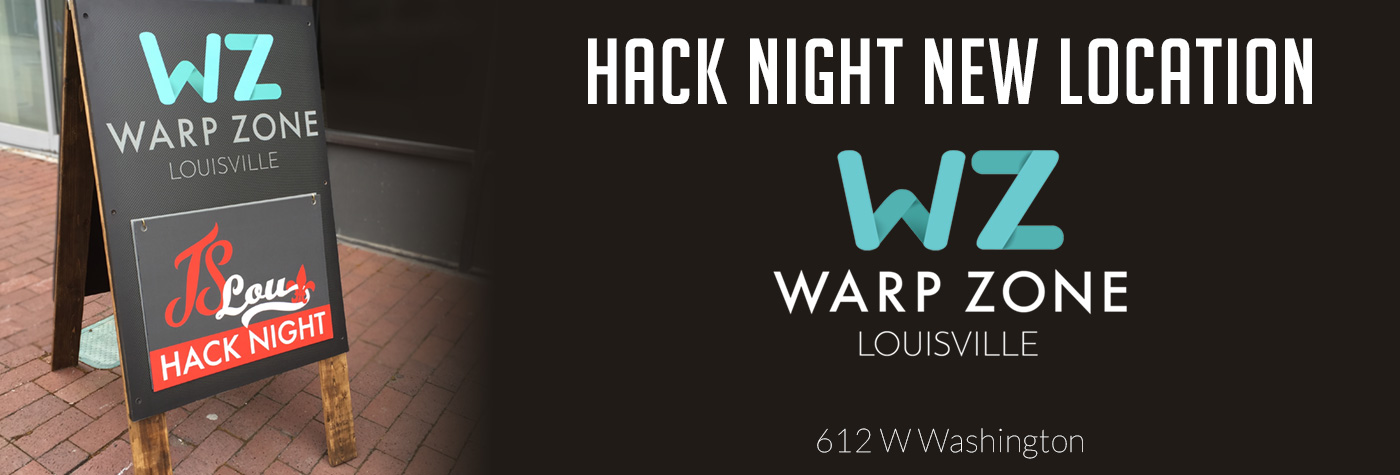 WZ
WARP ZONE
LOUISVILLE
JS Lou
HACK NIGHT
HACK NIGHT NEW LOCATION
WZ
WARP ZONE
LOUISVILLE
612 W Washington